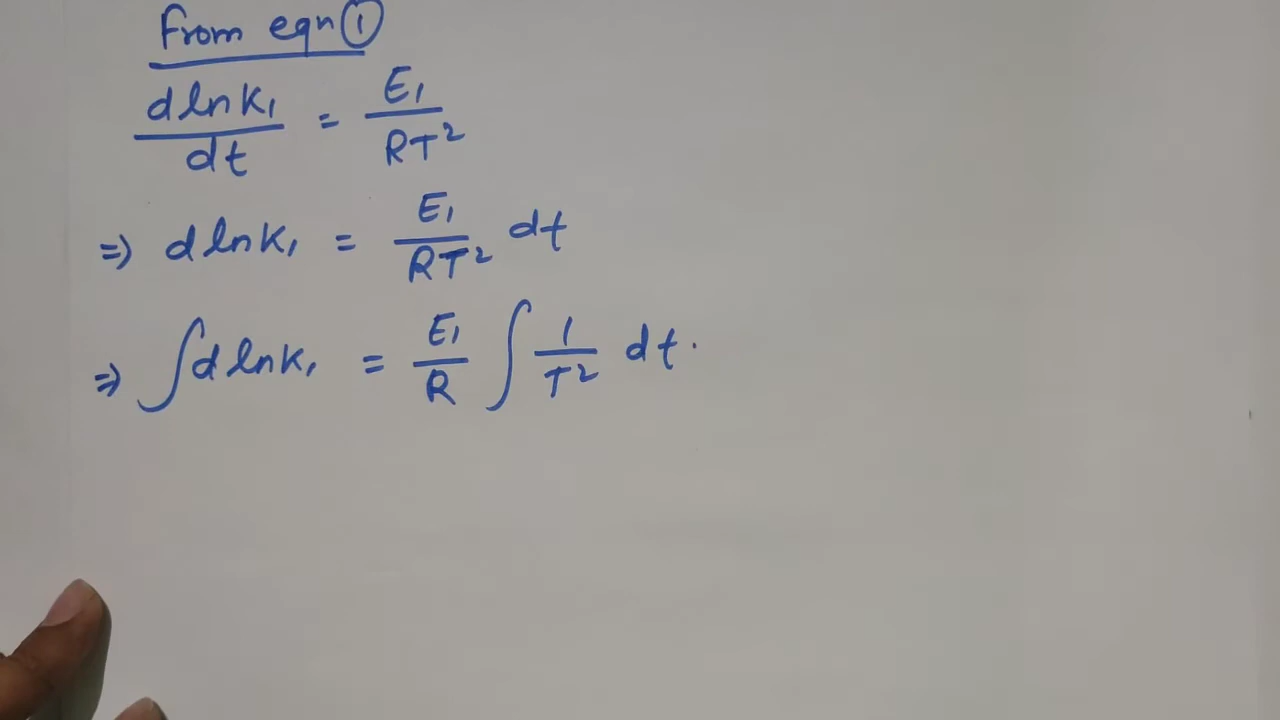 From eqn ①
d ln K₁ / dt = E₁ / RT²
⇒ d ln K₁ = E₁ / RT² dt
⇒ ∫ d ln K₁ = E₁ / R ∫ 1 / T² dt.